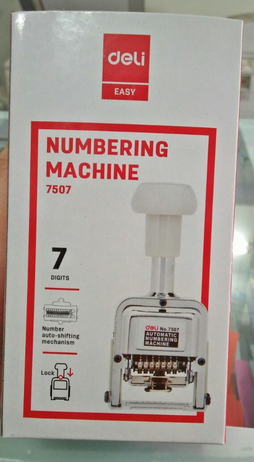 deli
EASY
NUMBERING
MACHINE
7507
7
DIGITS
Number
auto-shifting
mechanism
Lock
deli No.7507
AUTOMATIC
NUMBERING
MACHINE